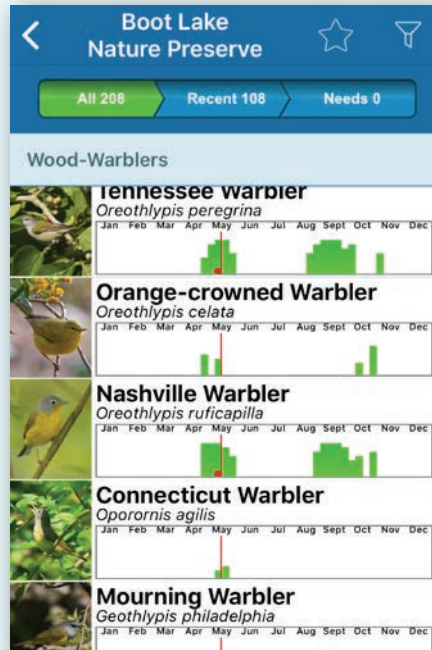 Boot Lake
Nature Preserve
All 208 Recent 108 Needs 0
Wood-Warblers
Tennessee Warbler
Oreothlypis peregrina
Jan Feb Mar Apr May Jun Jul Aug Sept Oct Nov Dec
Orange-crowned Warbler
Oreothlypis celata
Jan Feb Mar Apr May Jun Jul Aug Sept Oct Nov Dec
Nashville Warbler
Oreothlypis ruficapilla
Jan Feb Mar Apr May Jun Jul Aug Sept Oct Nov Dec
Connecticut Warbler
Oporornis agilis
Jan Feb Mar Apr May Jun Jul Aug Sept Oct Nov Dec
Mourning Warbler
Geothlypis philadelphia
Jan Feb Mar Apr May Jun Jul Aug Sept Oct Nov Dec